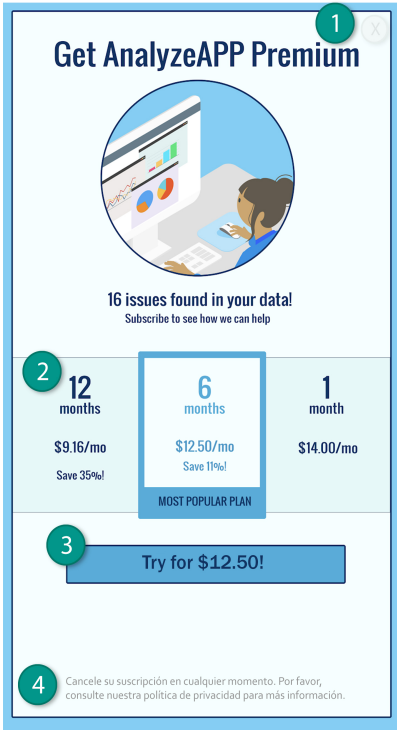 1
X
Get AnalyzeAPP Premium
16 issues found in your data!
Subscribe to see how we can help
2
12
months
$9.16/mo
Save 35%!
6
months
$12.50/mo
Save 11%!
MOST POPULAR PLAN
1
month
$14.00/mo
3
Try for $12.50!
4
Cancele su suscripción en cualquier momento. Por favor,
consulte nuestra política de privacidad para más información.